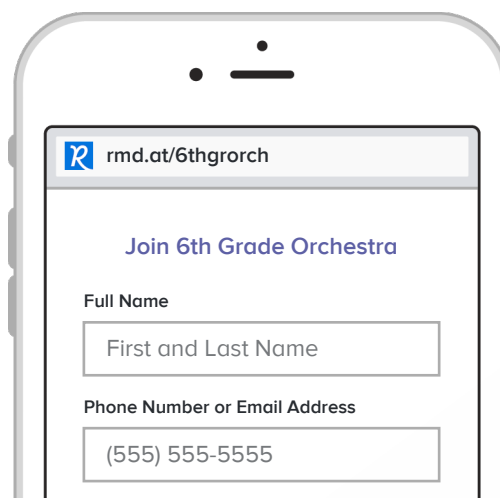 R rmd.at/6thgrorch
Join 6th Grade Orchestra
Full Name
First and Last Name
Phone Number or Email Address
(555) 555-5555